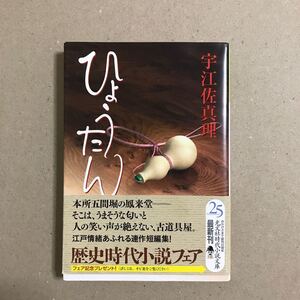 宇江佐真理
ひょうたん
本所五間堀の鳳来堂──
そこは、うまそうな匂いと
人の笑い声が絶えない、古道具屋。
江戸情緒あふれる連作短編集!
歴史時代小説フェア
フェア記念プレゼント!
25
光文社時代小説文庫
最新刊